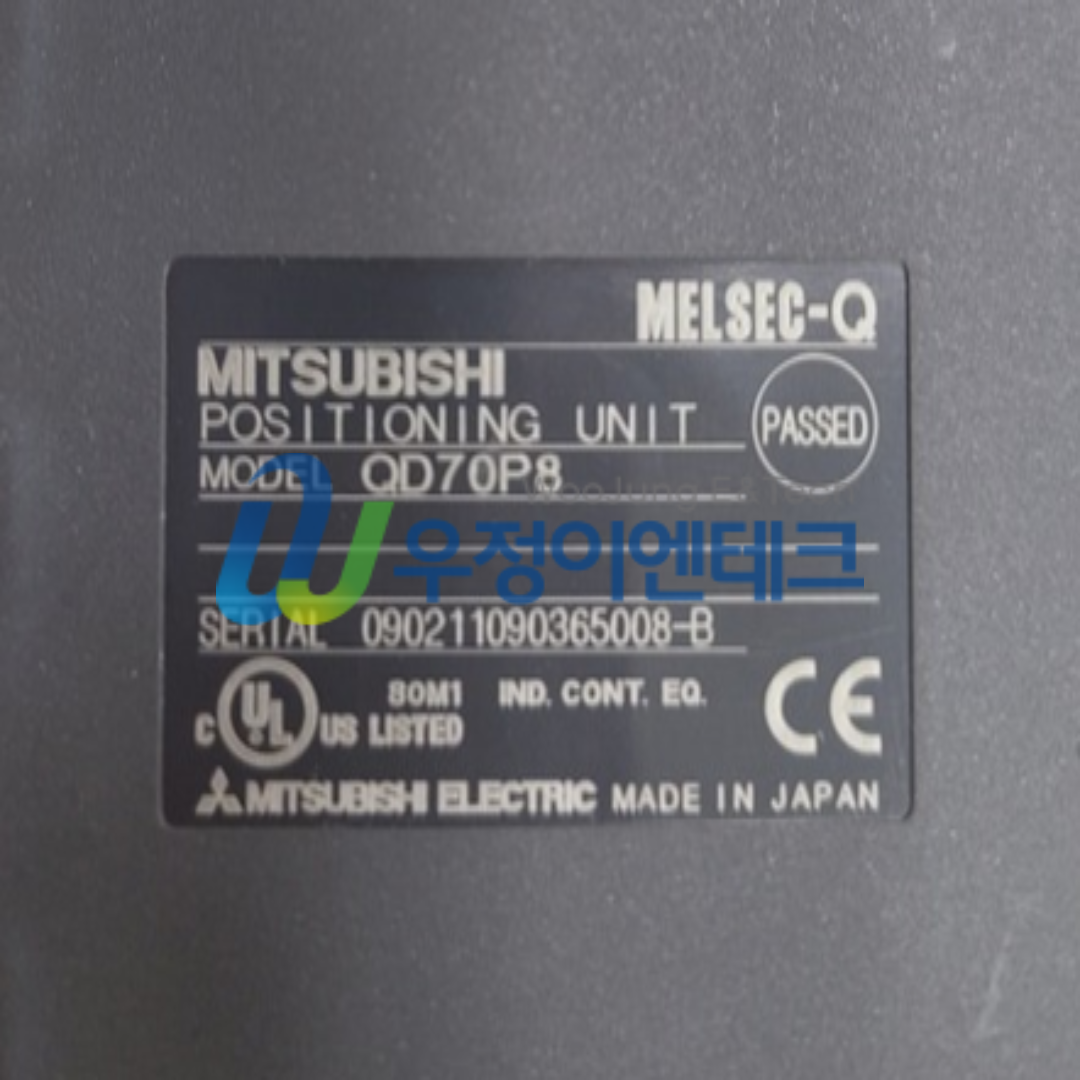 MELSEC-Q
MITSUBISHI
POSITIONING UNIT
PASSED
MODEL QD70P8
우정이엔테크
SERIAL 090211090365008-B
80M1 IND. CONT. EQ.
C UL US LISTED
CE
MITSUBISHI ELECTRIC MADE IN JAPAN